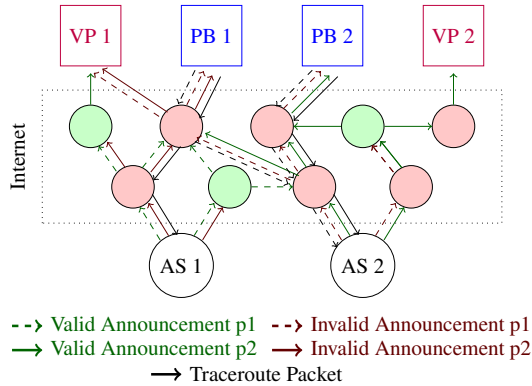 VP 1 PB 1 PB 2 VP 2
Internet
AS 1 AS 2
Valid Announcement p1 Invalid Announcement p1
Valid Announcement p2 Invalid Announcement p2
Traceroute Packet